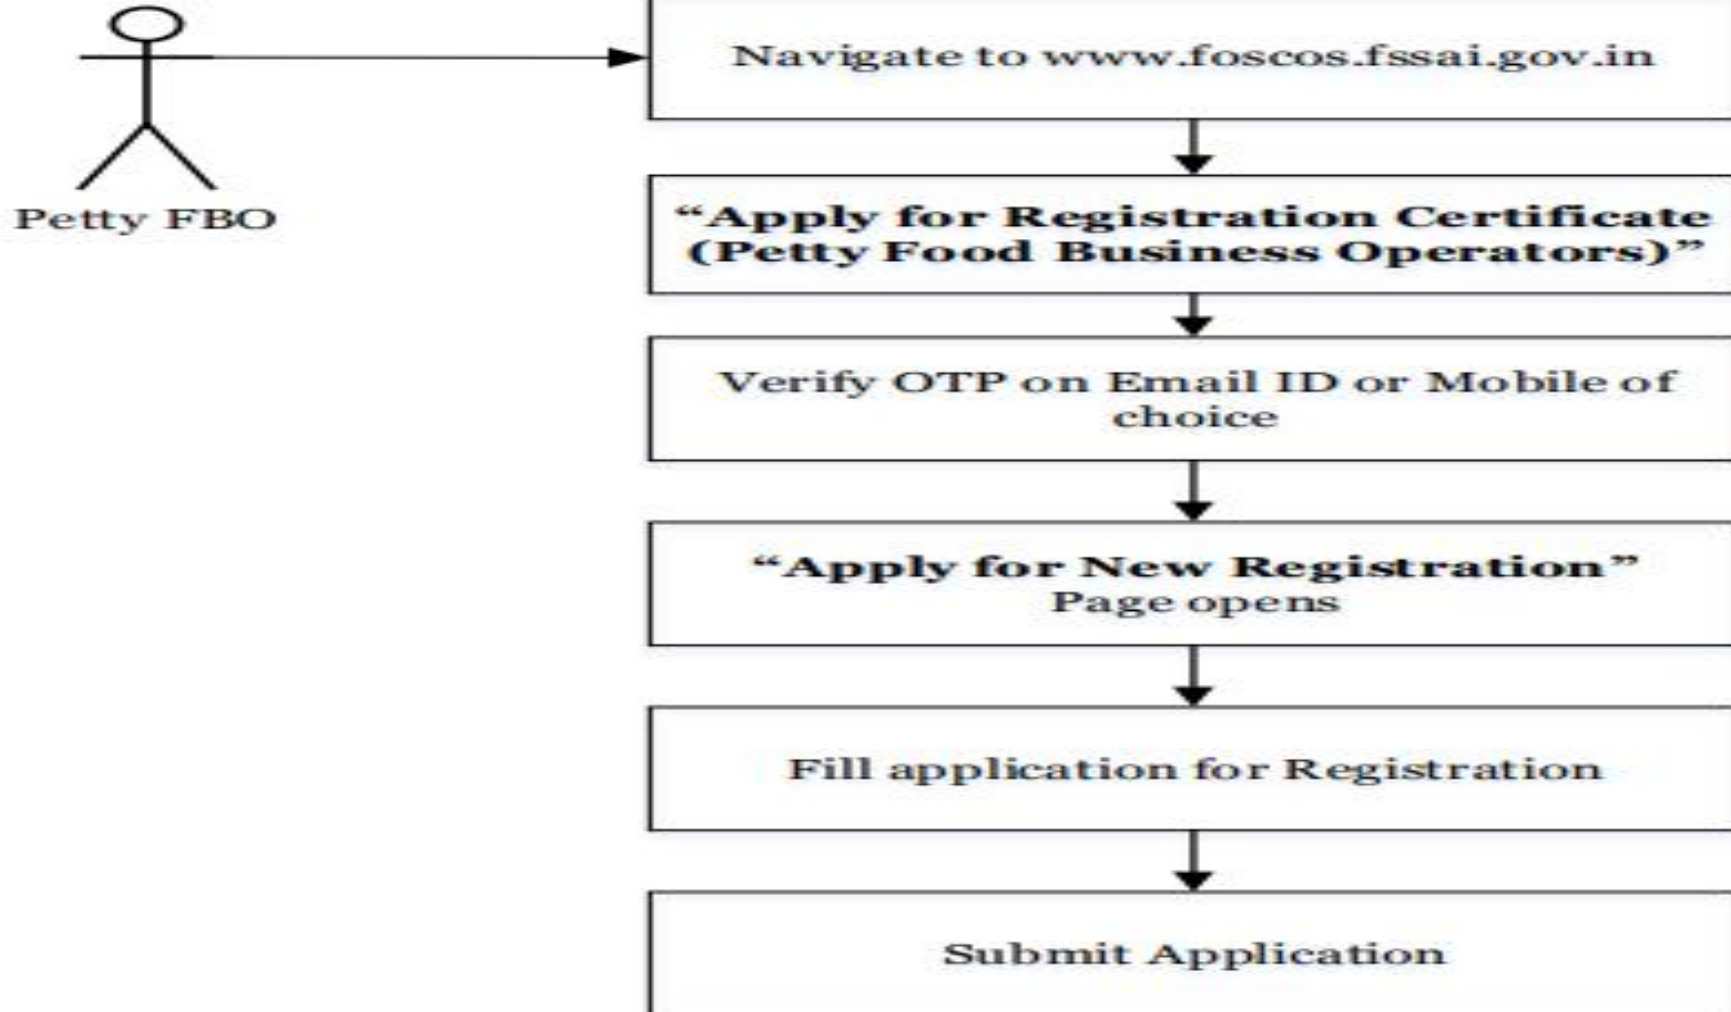 Navigate to www.foscos.fssai.gov.in
Petty FBO
“Apply for Registration Certificate
(Petty Food Business Operators)”
Verify OTP on Email ID or Mobile of
choice
“Apply for New Registration”
Page opens
Fill application for Registration
Submit Application